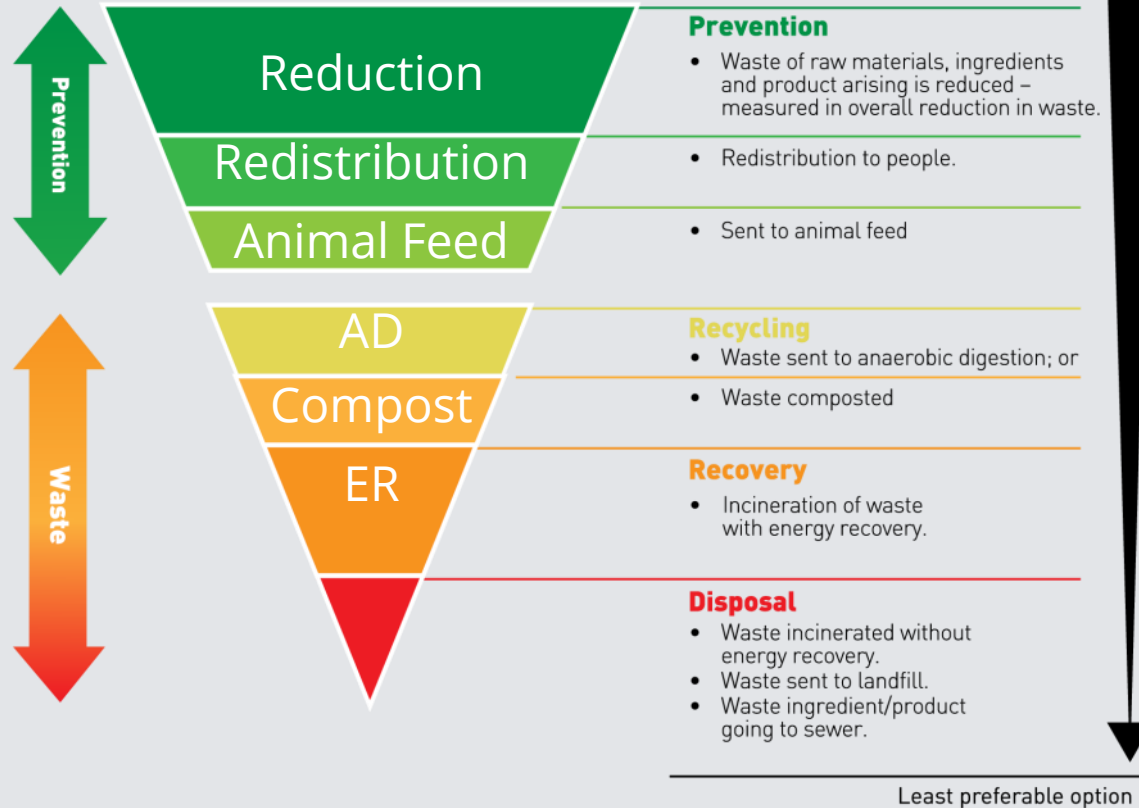 Prevention
Reduction
Redistribution
Animal Feed
Waste
AD
Compost
ER
Prevention
• Waste of raw materials, ingredients
and product arising is reduced –
measured in overall reduction in waste.
• Redistribution to people.
• Sent to animal feed
Recycling
• Waste sent to anaerobic digestion; or
• Waste composted
Recovery
• Incineration of waste
with energy recovery.
Disposal
• Waste incinerated without
energy recovery.
• Waste sent to landfill.
• Waste ingredient/product
going to sewer.
Least preferable option